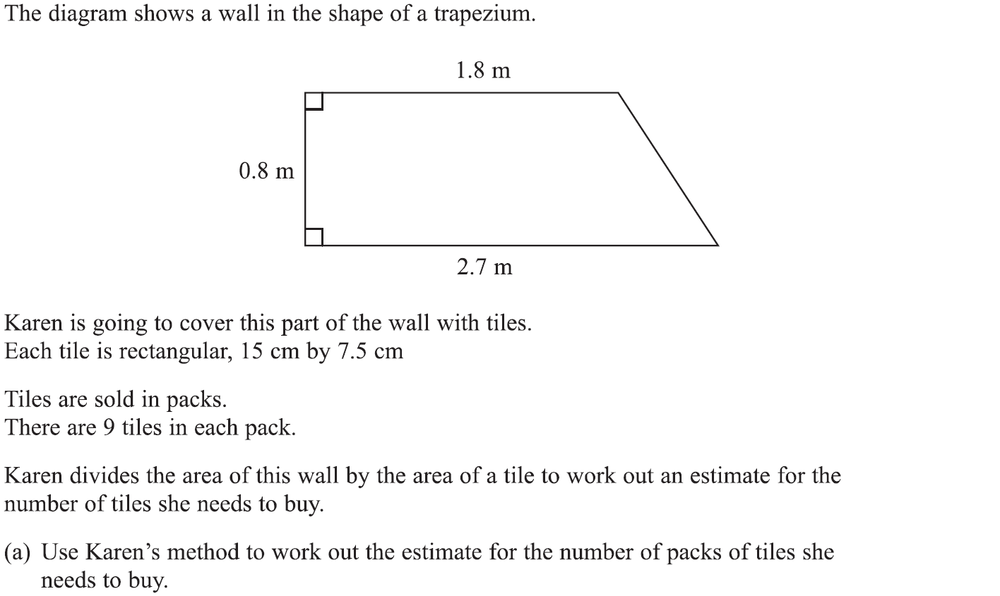 The diagram shows a wall in the shape of a trapezium.
1.8 m
0.8 m
2.7 m
Karen is going to cover this part of the wall with tiles.
Each tile is rectangular, 15 cm by 7.5 cm
Tiles are sold in packs.
There are 9 tiles in each pack.
Karen divides the area of this wall by the area of a tile to work out an estimate for the
number of tiles she needs to buy.
(a) Use Karen’s method to work out the estimate for the number of packs of tiles she
needs to buy.